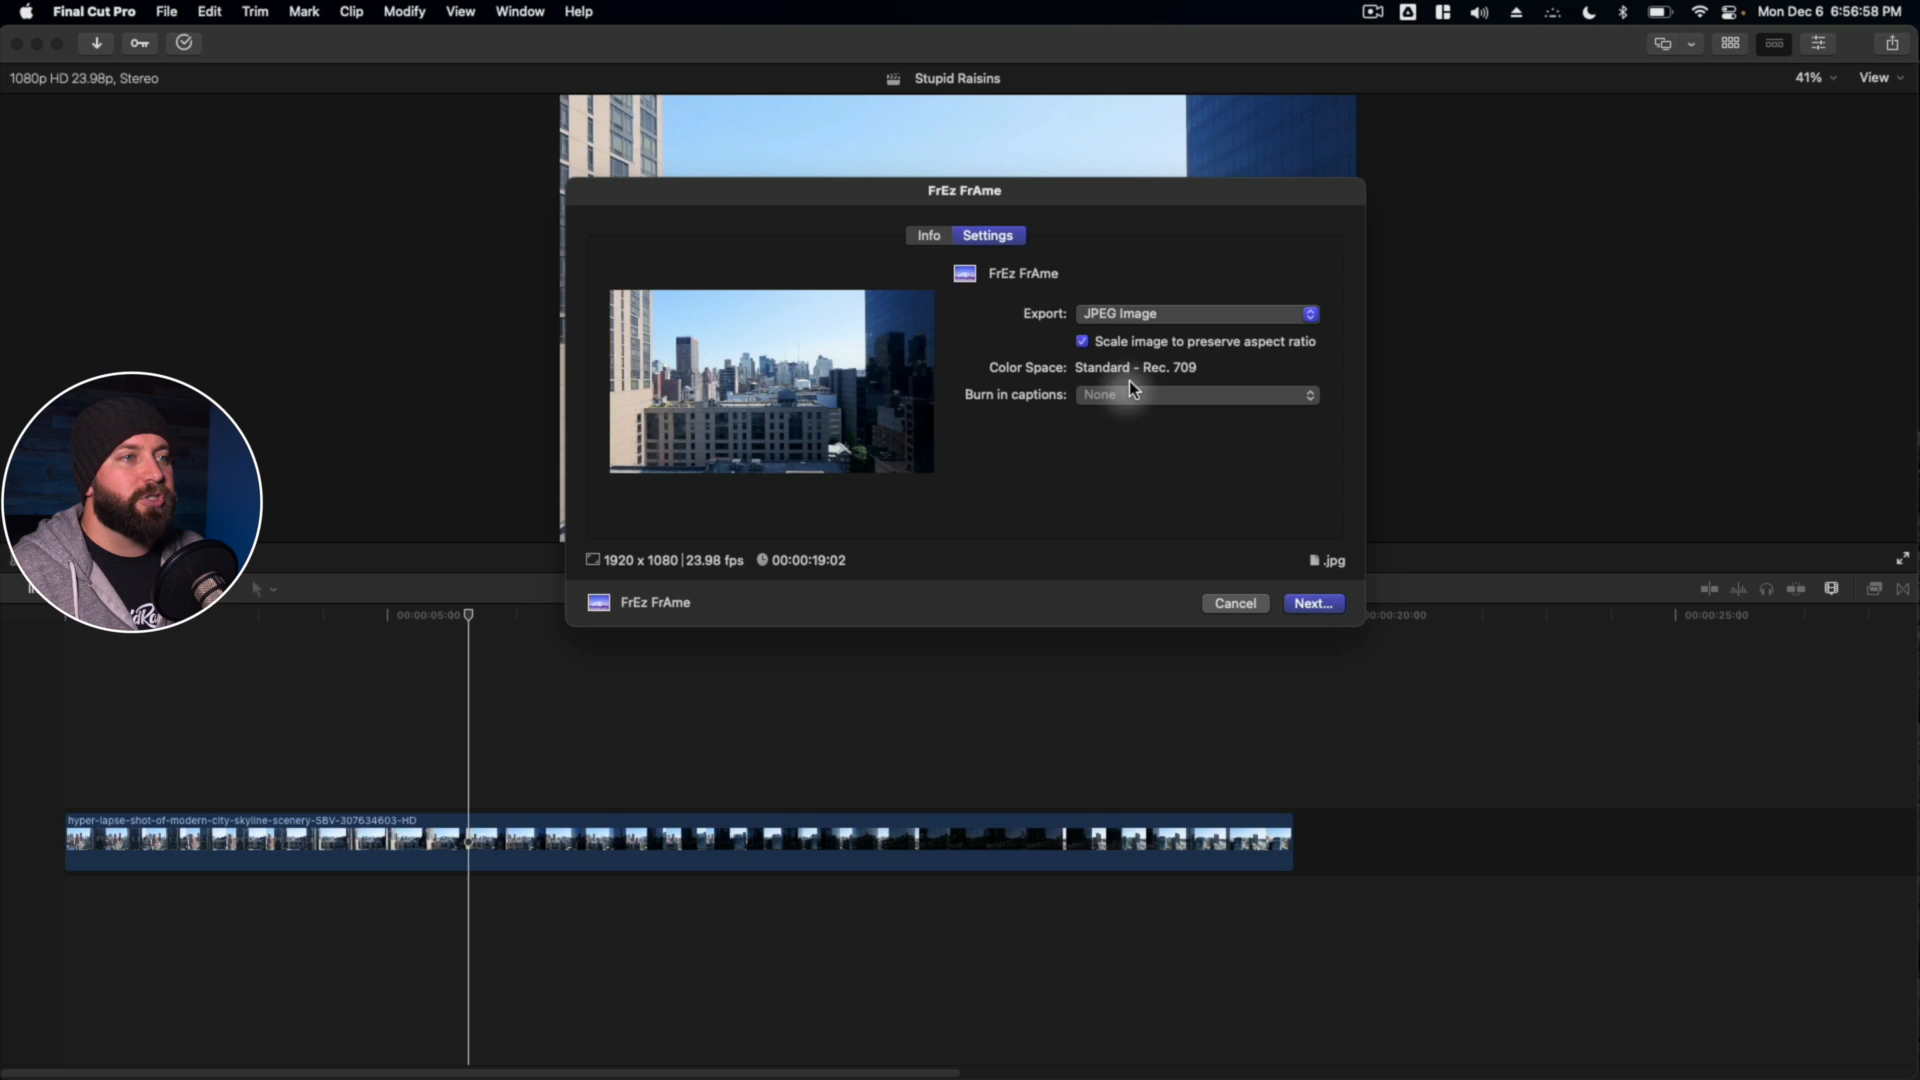 Final Cut Pro File Edit Trim Mark Clip Modify View Window Help Mon Dec 6 6:56:58 PM
1080p HD 23.98p, Stereo Stupid Raisins 41% View
FrEz FrAme
Info Settings
FrEz FrAme
Export: JPEG Image
Scale image to preserve aspect ratio
Color Space: Standard - Rec. 709
Burn in captions: None
1920 x 1080 | 23.98 fps 00:00:19:02 .jpg
FrEz FrAme Cancel Next...
00:00:05:00 00:00:20:00 00:00:25:00
hyper-lapse-shot-of-modern-city-skyline-scenery-SBV-307634603-HD